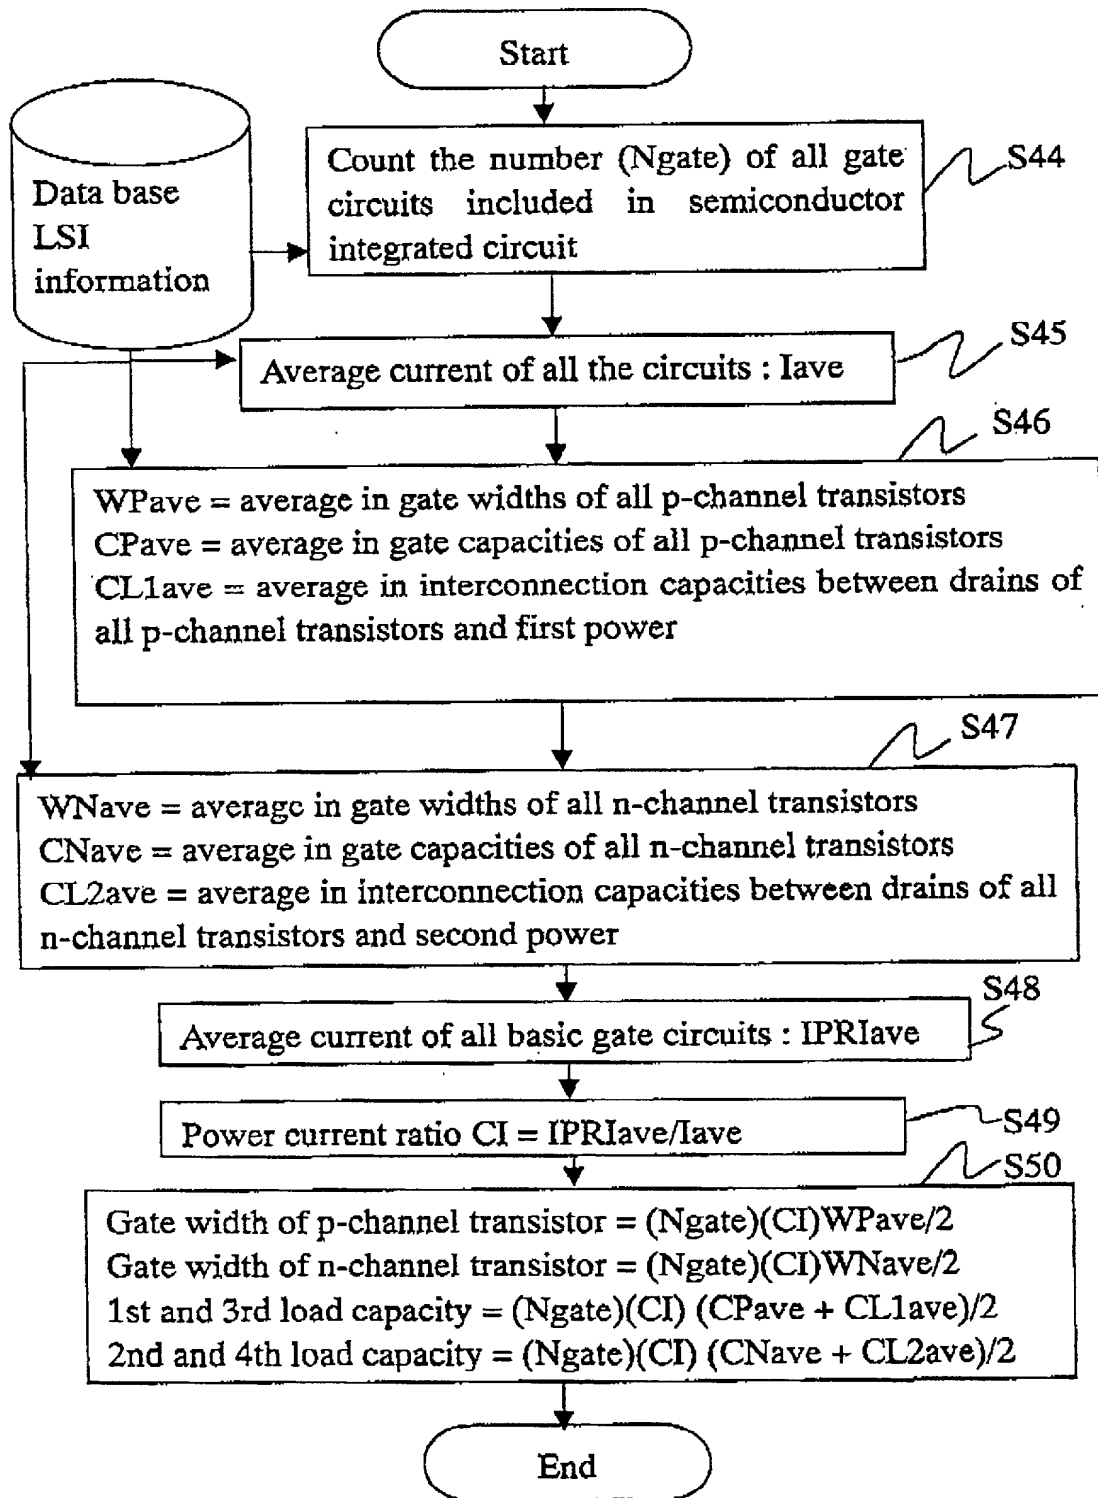 Start
Data base
LSI
information
Count the number (Ngate) of all gate
circuits included in semiconductor
integrated circuit
S44
Average current of all the circuits : Iave
S45
S46
WPave = average in gate widths of all p-channel transistors
CPave = average in gate capacities of all p-channel transistors
CL1ave = average in interconnection capacities between drains of
all p-channel transistors and first power
S47
WNave = average in gate widths of all n-channel transistors
CNave = average in gate capacities of all n-channel transistors
CL2ave = average in interconnection capacities between drains of all
n-channel transistors and second power
S48
Average current of all basic gate circuits : IPRIave
Power current ratio CI = IPRIave/Iave
S49
S50
Gate width of p-channel transistor = (Ngate)(CI)WPave/2
Gate width of n-channel transistor = (Ngate)(CI)WNave/2
1st and 3rd load capacity = (Ngate)(CI) (CPave + CL1ave)/2
2nd and 4th load capacity = (Ngate)(CI) (CNave + CL2ave)/2
End